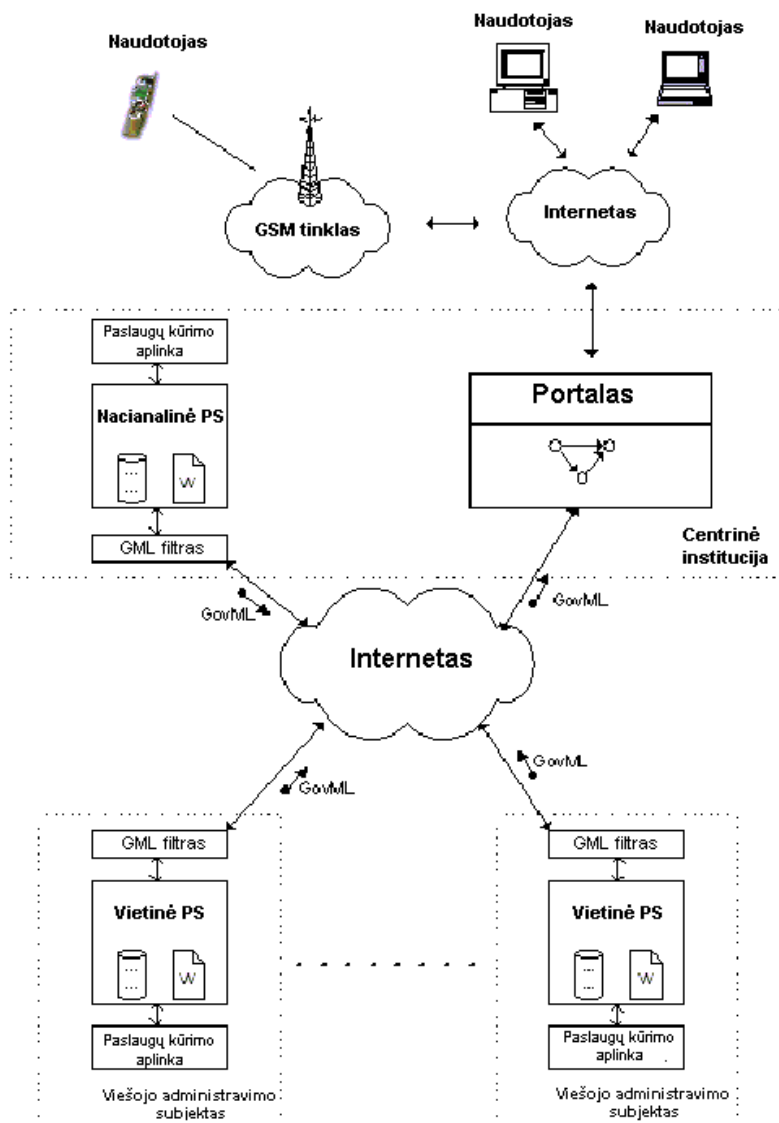 Naudotojas
Naudotojas
Naudotojas
GSM tinklas
Internetas
Paslaugų kūrimo
aplinka
Nacianalinė PS
W
GML filtras
Portalas
Centrinė
institucija
GovML
GovML
Internetas
GovML
GovML
GML filtras
Vietinė PS
W
Paslaugų kūrimo
aplinka
Viešojo administravimo
subjektas
GML filtras
Vietinė PS
W
Paslaugų kūrimo
aplinka
Viešojo administravimo
subjektas